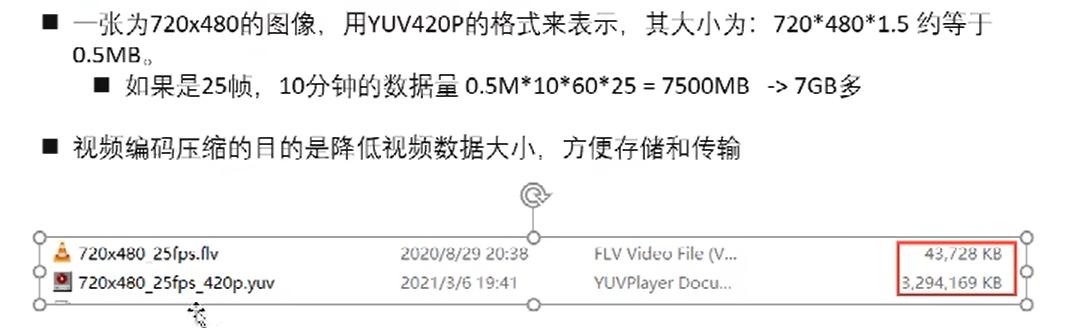 一张为720x480的图像，用YUV420P的格式来表示，其大小为：720*480*1.5 约等于
0.5MB。
如果是25帧，10分钟的数据量 0.5M*10*60*25 = 7500MB -> 7GB多
视频编码压缩的目的是降低视频数据大小，方便存储和传输
720x480_25fps.flv 2020/8/29 20:38 FLV Video File (V... 43,728 KB
720x480_25fps_420p.yuv 2021/3/6 19:41 YUVPlayer Docu... 3,294,169 KB